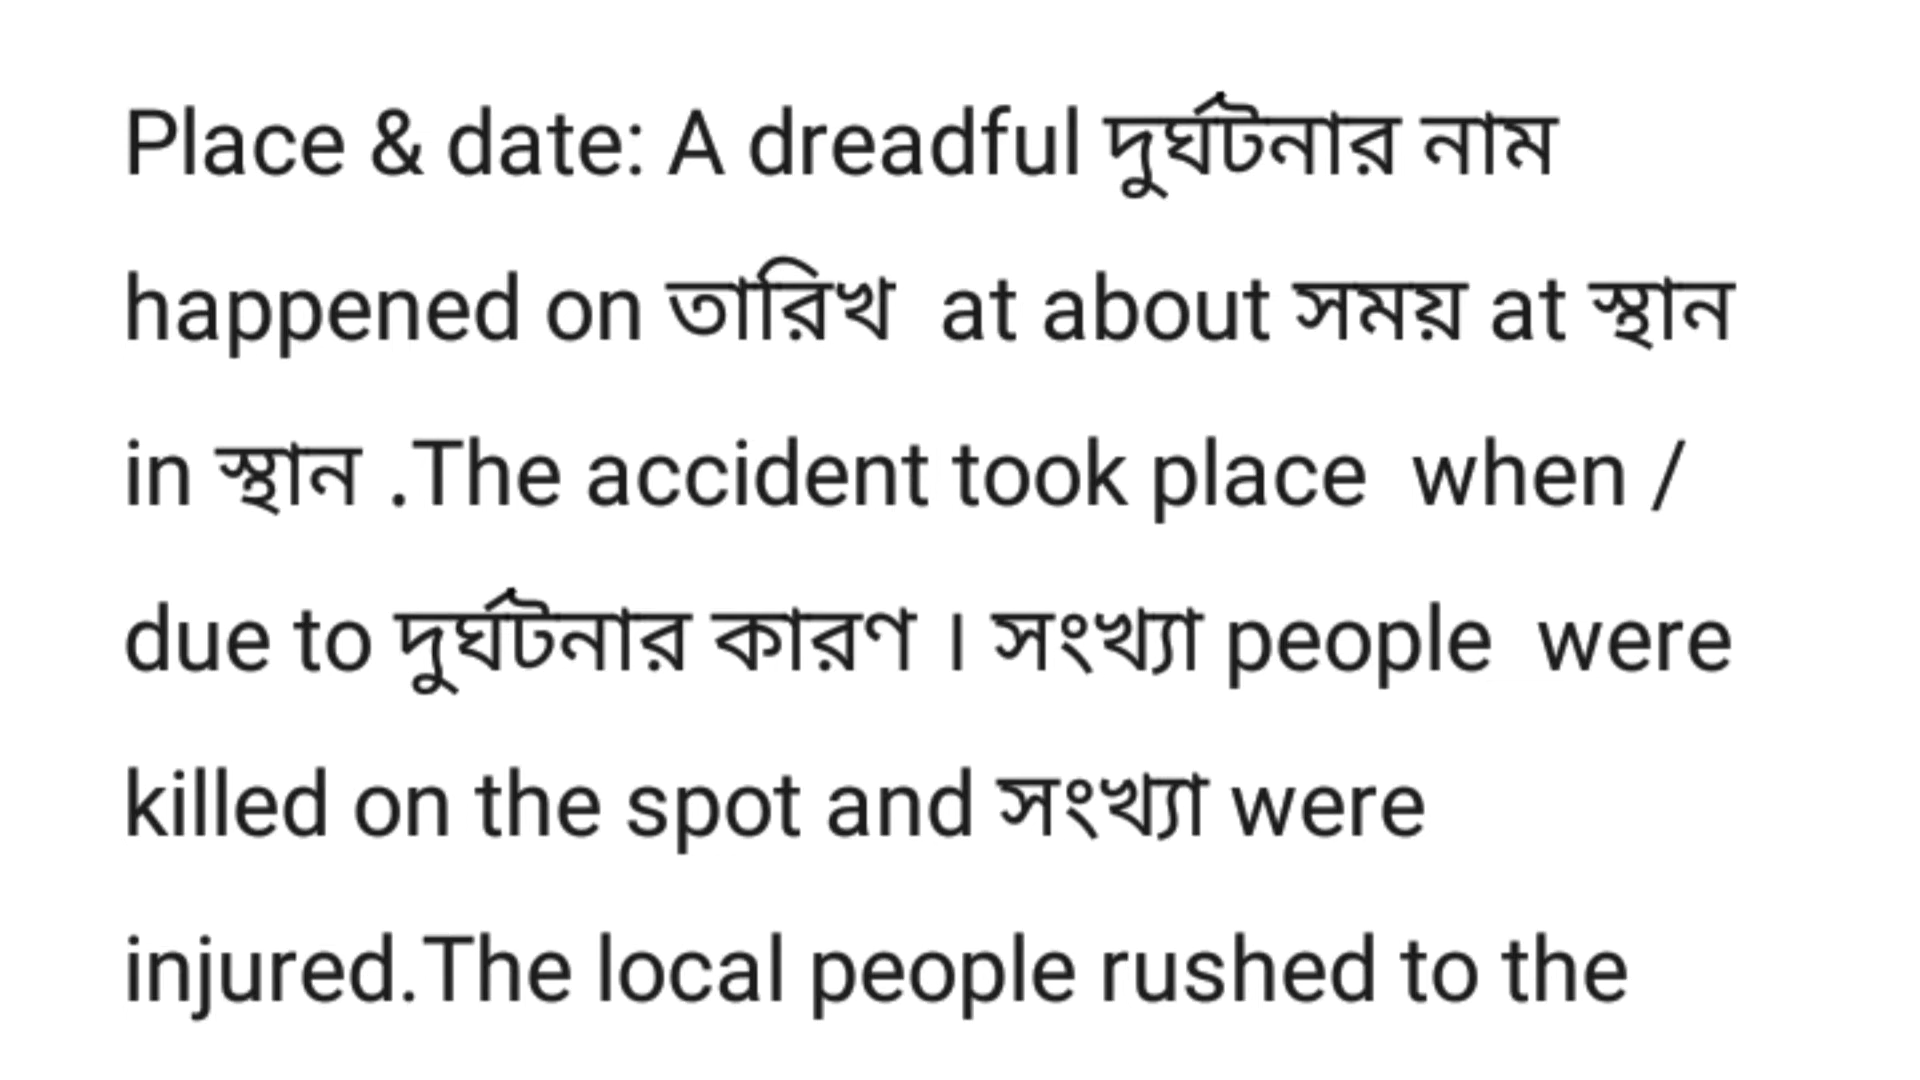 Place & date: A dreadful দুর্ঘটনার নাম
happened on তারিখ  at about সময় at স্থান
in স্থান .The accident took place  when /
due to দুর্ঘটনার কারণ । সংখ্যা people  were
killed on the spot and সংখ্যা were
injured.The local people rushed to the